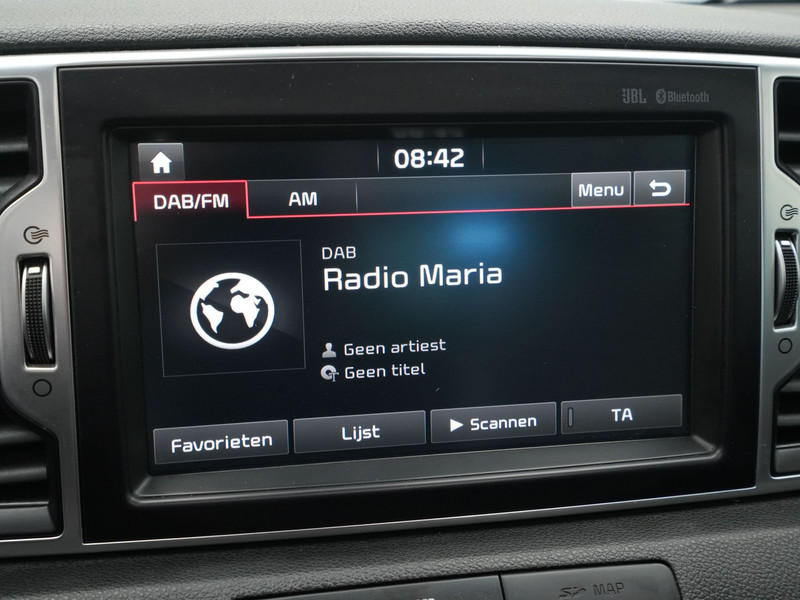 JBL Bluetooth
08:42
DAB/FM AM Menu
DAB
Radio Maria
Geen artiest
Geen titel
Favorieten Lijst Scannen TA
MAP